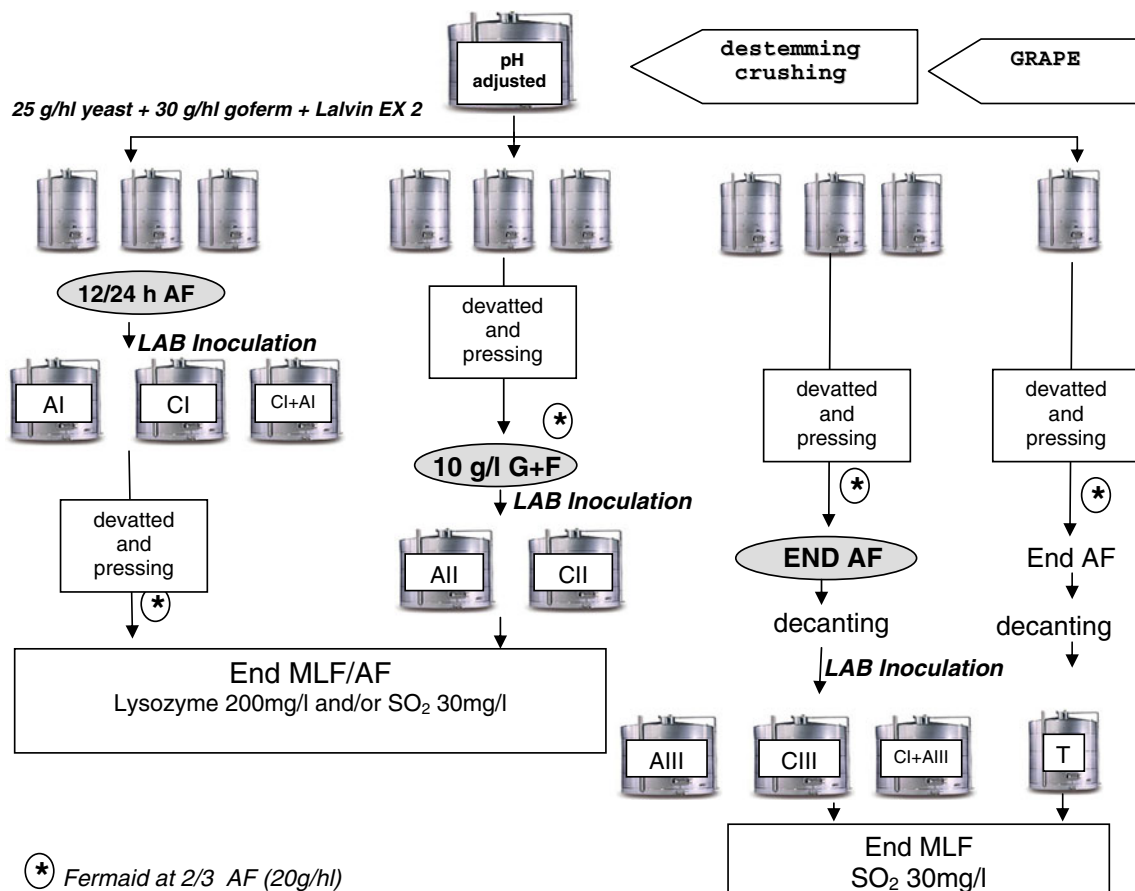 GRAPE
destemming
crushing
pH
adjusted
25 g/hl yeast + 30 g/hl goferm + Lalvin EX 2
12/24 h AF
LAB Inoculation
AI
CI
CI+AI
devatted
and
pressing
*
devatted
and
pressing
*
10 g/l G+F
LAB Inoculation
AII
CII
End MLF/AF
Lysozyme 200mg/l and/or SO₂ 30mg/l
devatted
and
pressing
*
END AF
decanting
LAB Inoculation
AIII
CIII
CI+AIII
devatted
and
pressing
*
End AF
decanting
T
End MLF
SO₂ 30mg/l
* Fermaid at 2/3 AF (20g/hl)